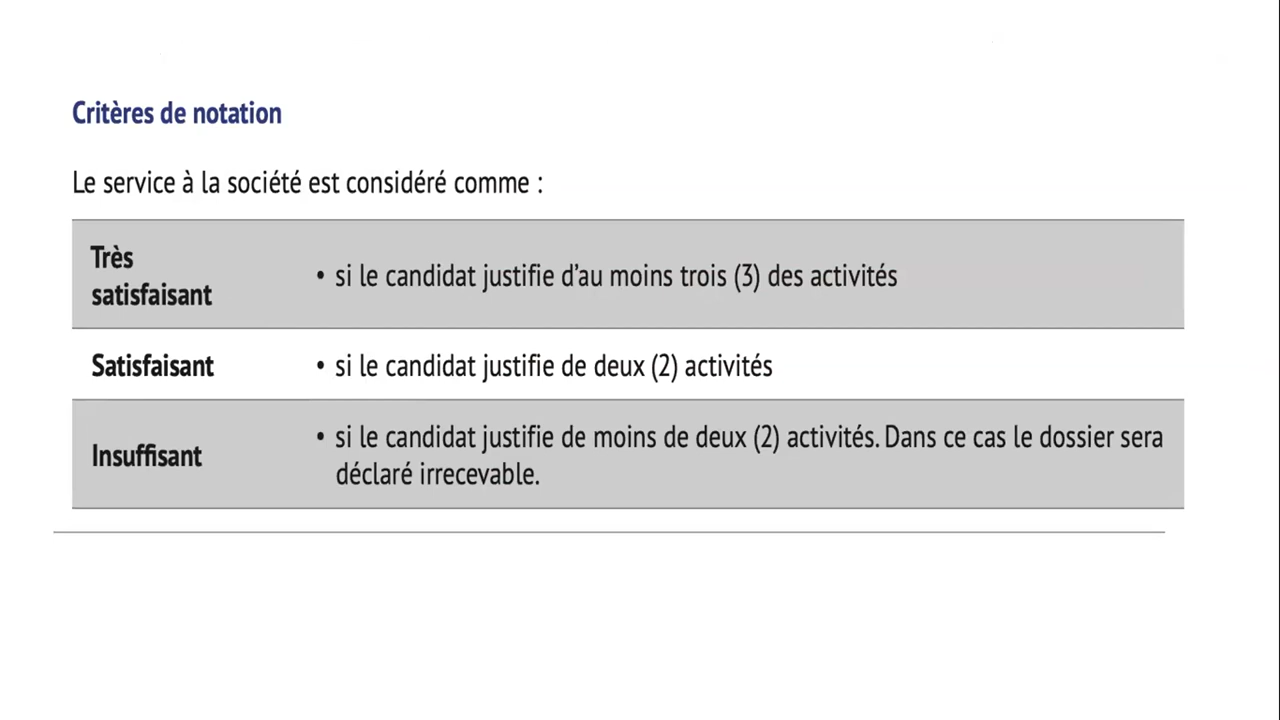 Critères de notation
Le service à la société est considéré comme :
Très
satisfaisant
• si le candidat justifie d’au moins trois (3) des activités
Satisfaisant
• si le candidat justifie de deux (2) activités
Insuffisant
• si le candidat justifie de moins de deux (2) activités. Dans ce cas le dossier sera
déclaré irrecevable.